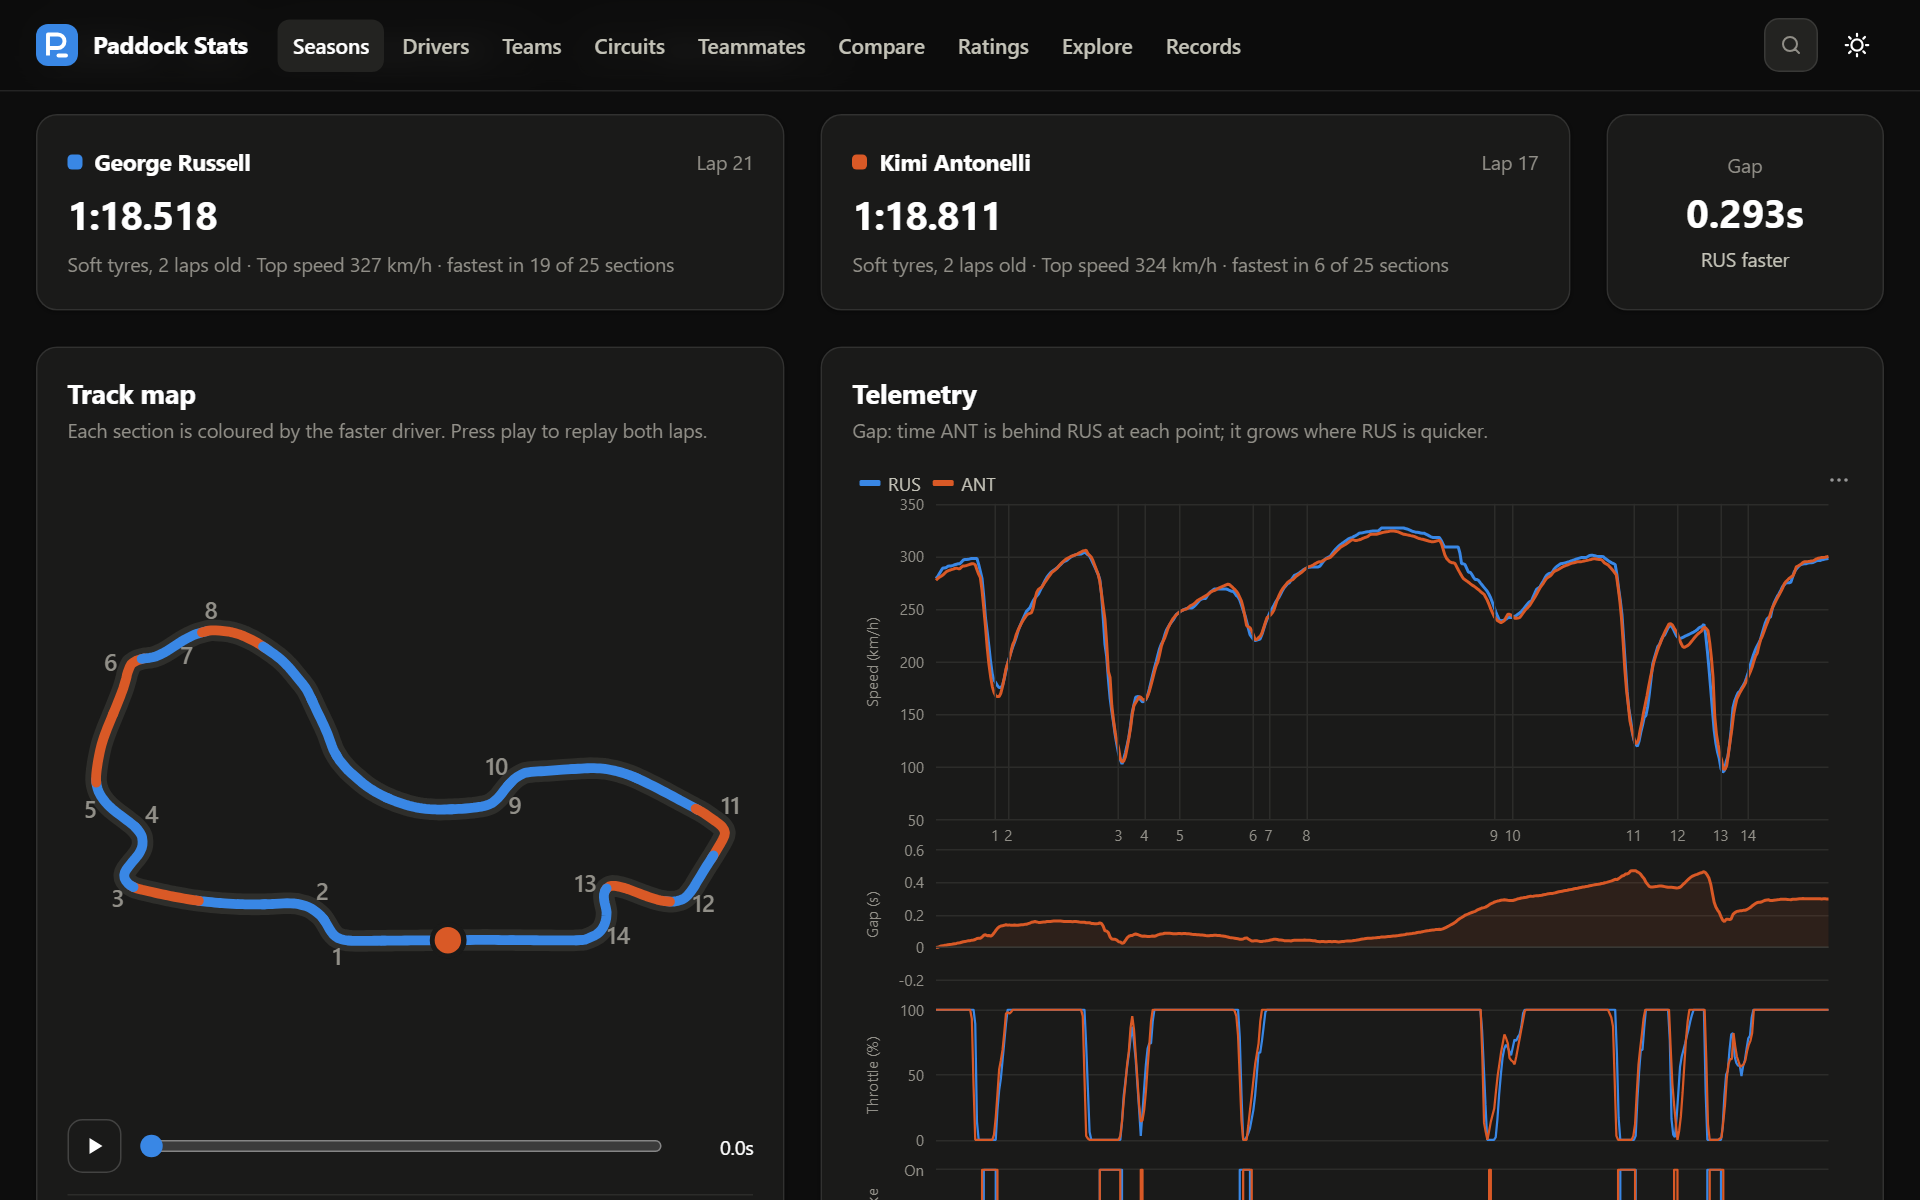 Paddock Stats
Seasons
Drivers
Teams
Circuits
Teammates
Compare
Ratings
Explore
Records
George Russell
Lap 21
1:18.518
Soft tyres, 2 laps old · Top speed 327 km/h · fastest in 19 of 25 sections
Kimi Antonelli
Lap 17
1:18.811
Soft tyres, 2 laps old · Top speed 324 km/h · fastest in 6 of 25 sections
Gap
0.293s
RUS faster
Track map
Each section is coloured by the faster driver. Press play to replay both laps.
8
7
6
10
9
11
5
4
3
2
13
12
14
1
0.0s
Telemetry
Gap: time ANT is behind RUS at each point; it grows where RUS is quicker.
RUS
ANT
Speed (km/h)
350
300
250
200
150
100
50
1 2 3 4 5 6 7 8 9 10 11 12 13 14
Gap (s)
0.6
0.4
0.2
0
-0.2
Throttle (%)
100
50
0
On